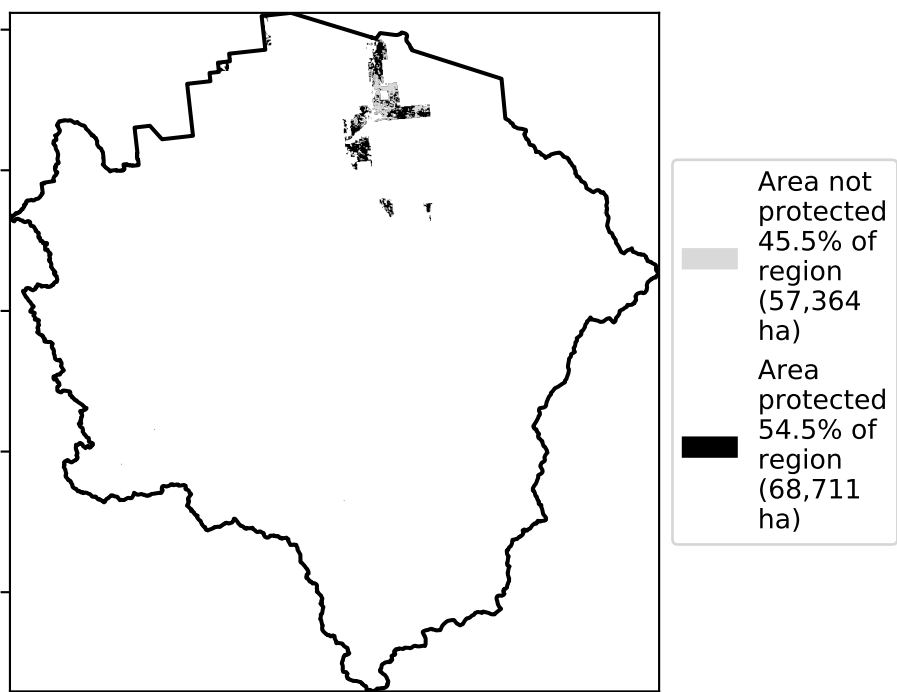 Area not
protected
45.5% of
region
(57,364
ha)
Area
protected
54.5% of
region
(68,711
ha)